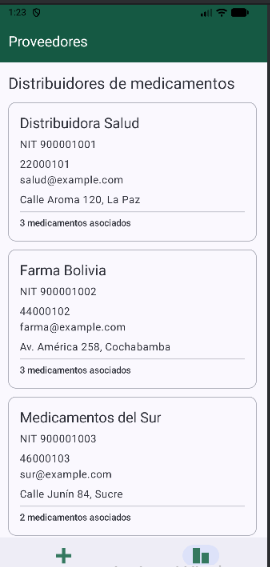 1:23
Proveedores
Distribuidores de medicamentos
Distribuidora Salud
NIT 900001001
22000101
salud@example.com
Calle Aroma 120, La Paz
3 medicamentos asociados
Farma Bolivia
NIT 900001002
44000102
farma@example.com
Av. América 258, Cochabamba
3 medicamentos asociados
Medicamentos del Sur
NIT 900001003
46000103
sur@example.com
Calle Junín 84, Sucre
2 medicamentos asociados